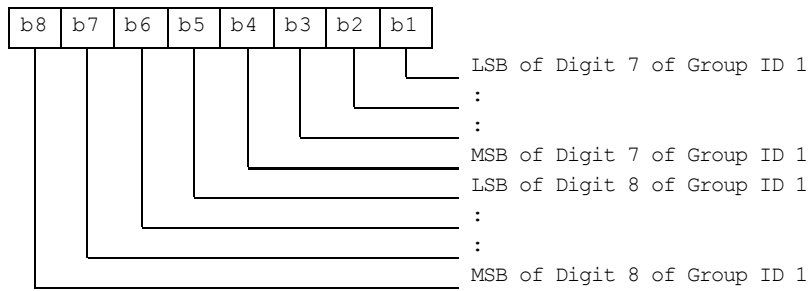 b8 b7 b6 b5 b4 b3 b2 b1
LSB of Digit 7 of Group ID 1
:
:
MSB of Digit 7 of Group ID 1
LSB of Digit 8 of Group ID 1
:
:
MSB of Digit 8 of Group ID 1